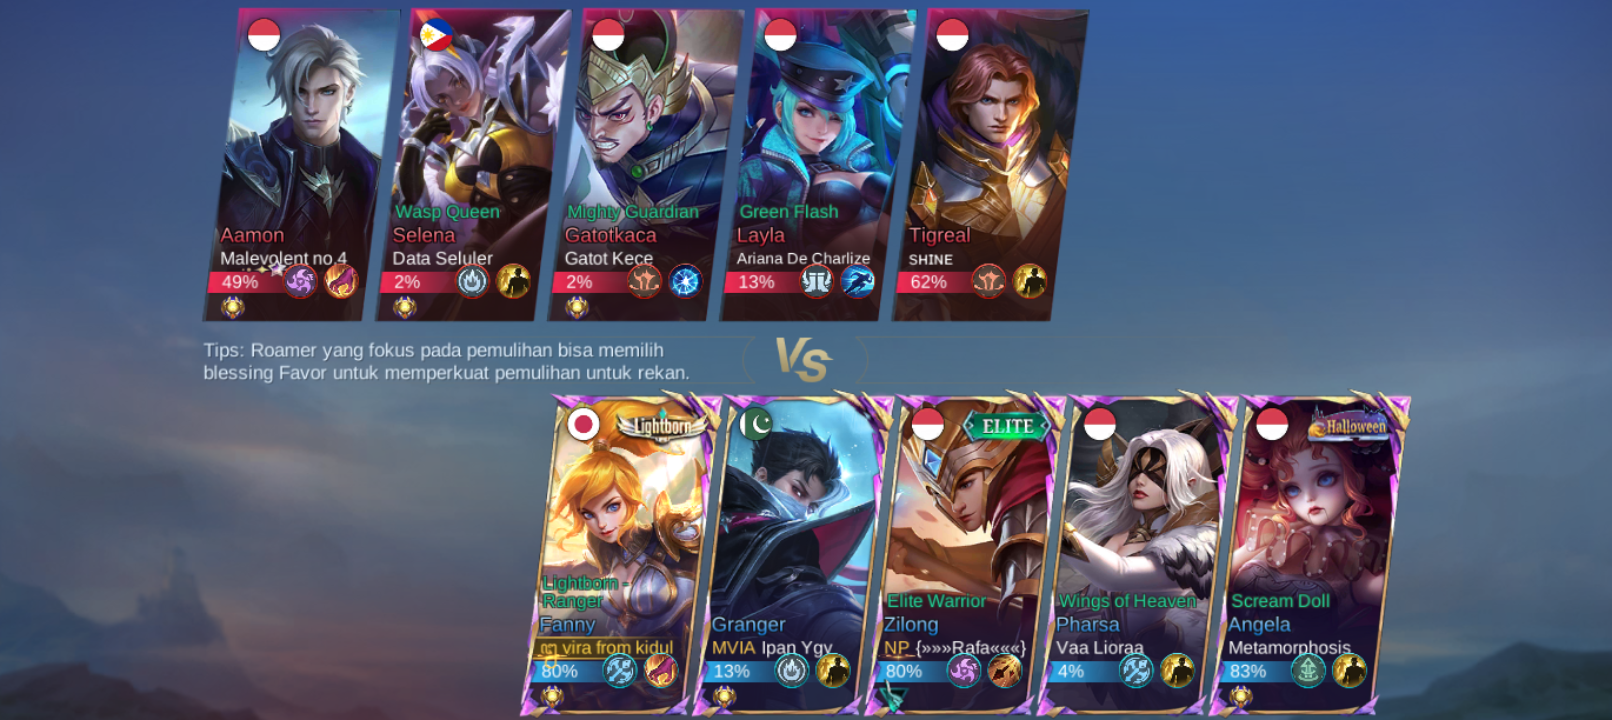 Aamon
Malevolent no.4
49%
Wasp Queen
Selena
Data Seluler
2%
Mighty Guardian
Gatotkaca
Gatot Kece
2%
Green Flash
Layla
Ariana De Charlize
13%
Tigreal
SHINE
62%
Tips: Roamer yang fokus pada pemulihan bisa memilih
blessing Favor untuk memperkuat pemulihan untuk rekan.
VS
Lightborn
Lightborn -
Ranger
Fanny
vira from kidul
80%
Granger
MVIA Ipan Ygv
13%
ELITE
Elite Warrior
Zilong
NP {»»»Rafa«««}
80%
Wings of Heaven
Pharsa
Vaa Lioraa
4%
Halloween
Scream Doll
Angela
Metamorphosis
83%